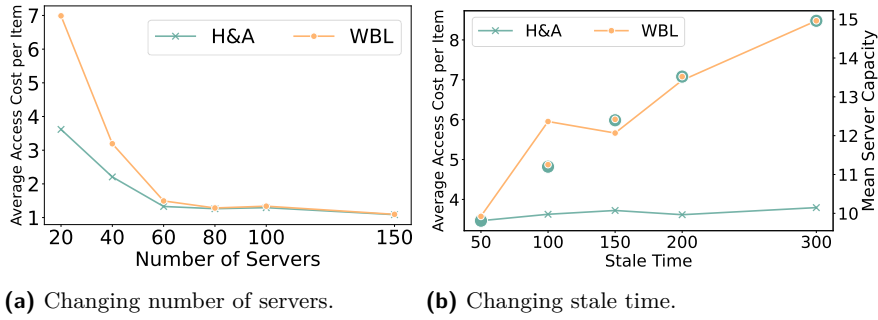 Average Access Cost per Item
7
6
5
4
3
2
1
H&A WBL
20 40 60 80 100 150
Number of Servers
(a) Changing number of servers.
Average Access Cost per Item
8
7
6
5
4
H&A WBL
15
14
13
12
11
10
Mean Server Capacity
50 100 150 200 300
Stale Time
(b) Changing stale time.